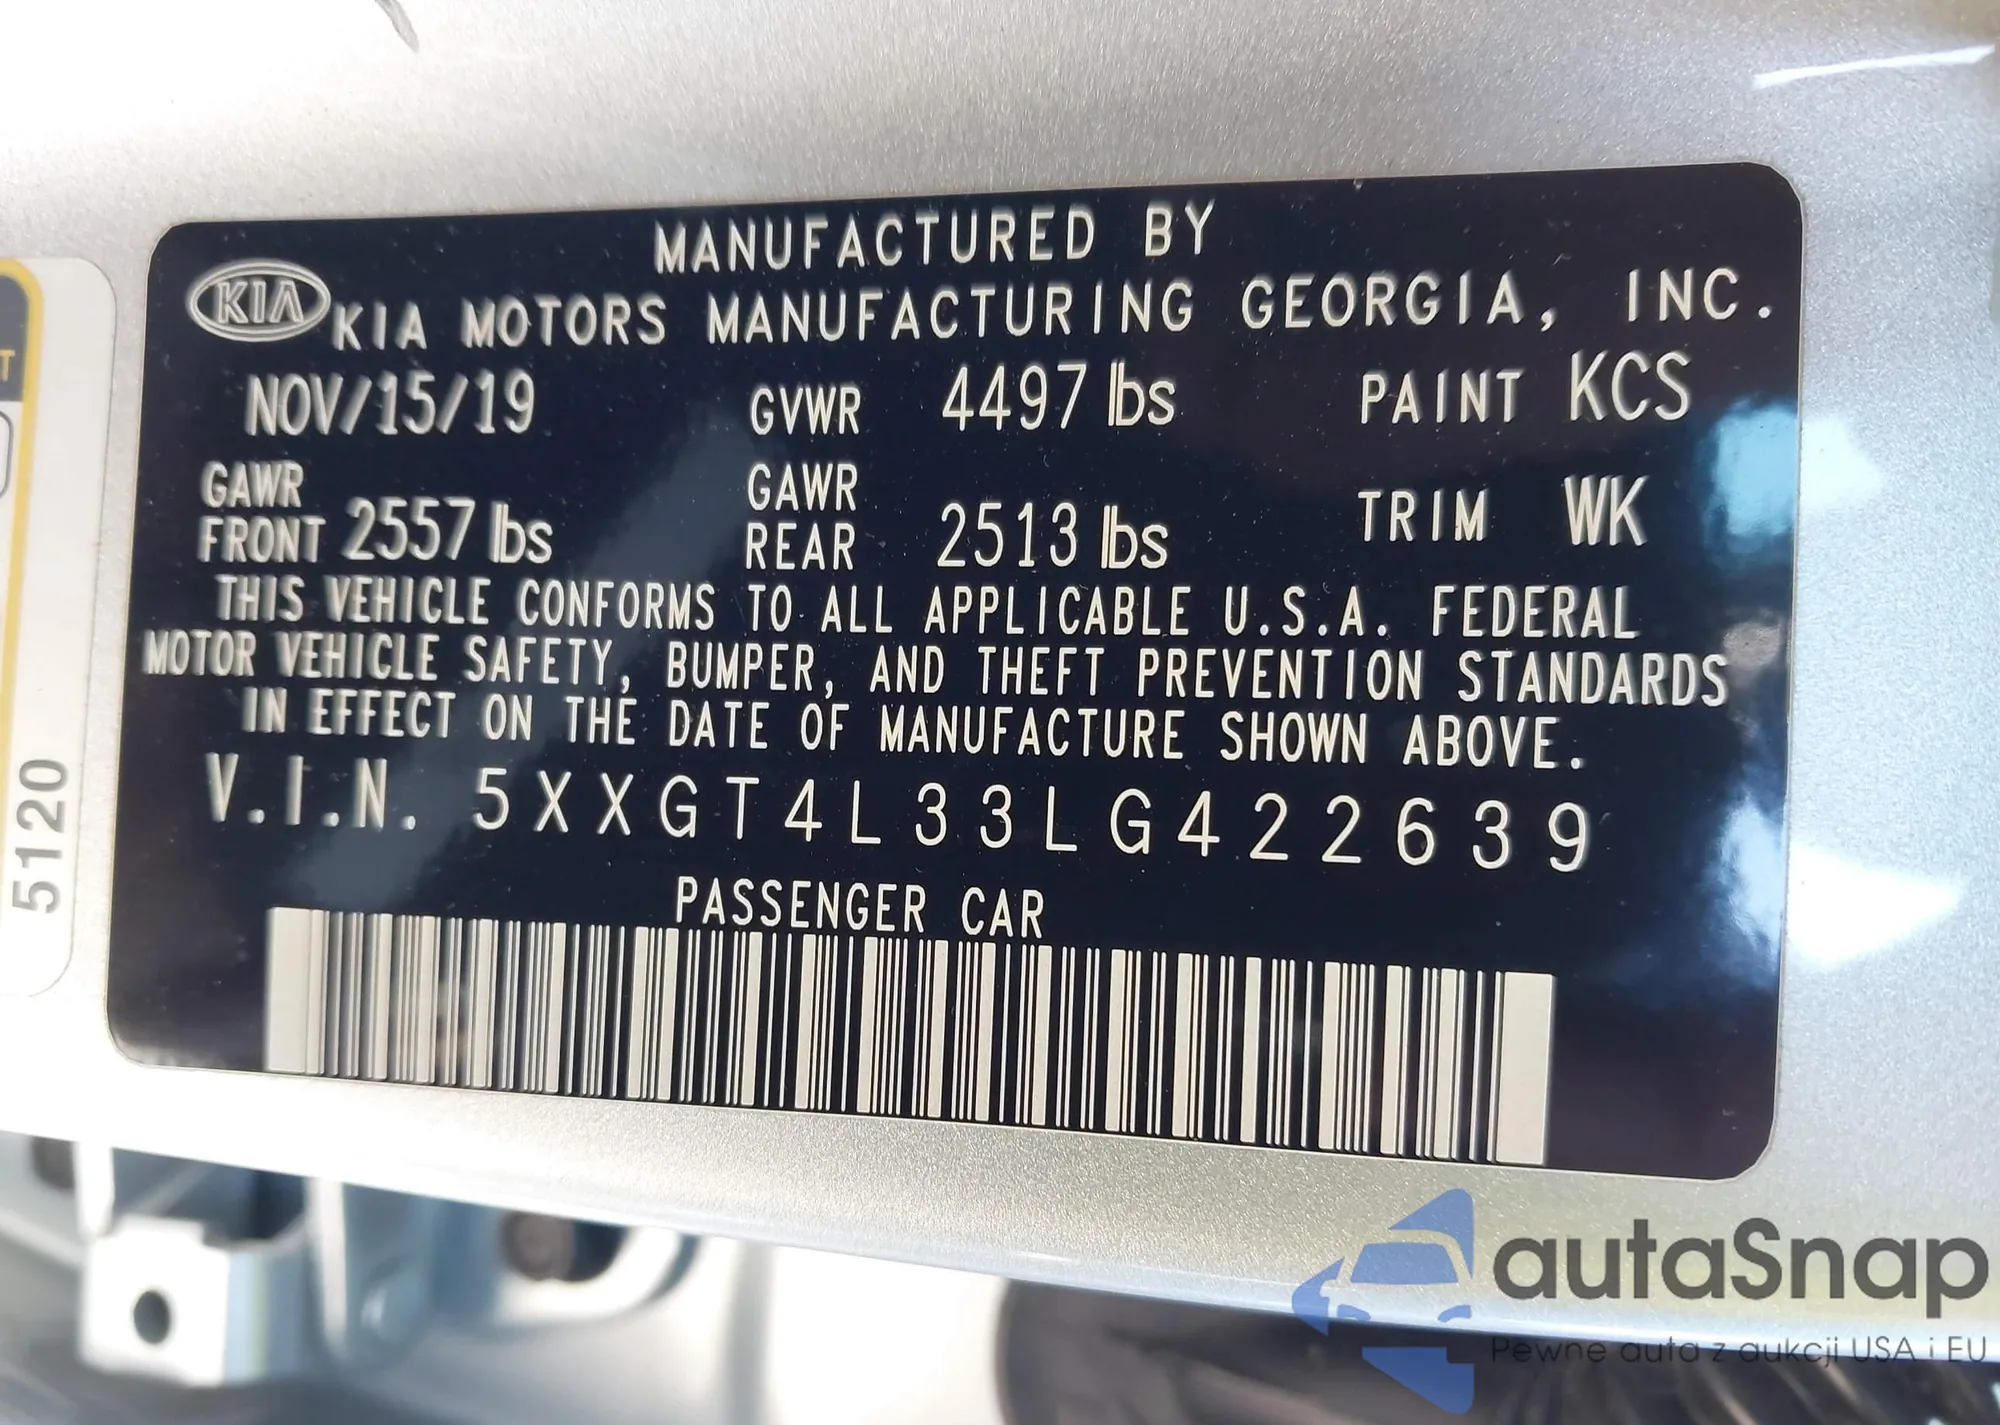 MANUFACTURED BY
KIA KIA MOTORS MANUFACTURING GEORGIA, INC.
NOV/15/19 GVWR 4497 lbs PAINT KCS
GAWR FRONT 2557 lbs GAWR REAR 2513 lbs TRIM WK
THIS VEHICLE CONFORMS TO ALL APPLICABLE U.S.A. FEDERAL
MOTOR VEHICLE SAFETY, BUMPER, AND THEFT PREVENTION STANDARDS
IN EFFECT ON THE DATE OF MANUFACTURE SHOWN ABOVE.
V.I.N. 5XXGT4L33LG422639
PASSENGER CAR
5120
T
autaSnap
Pewne auta z aukcji USA i EU